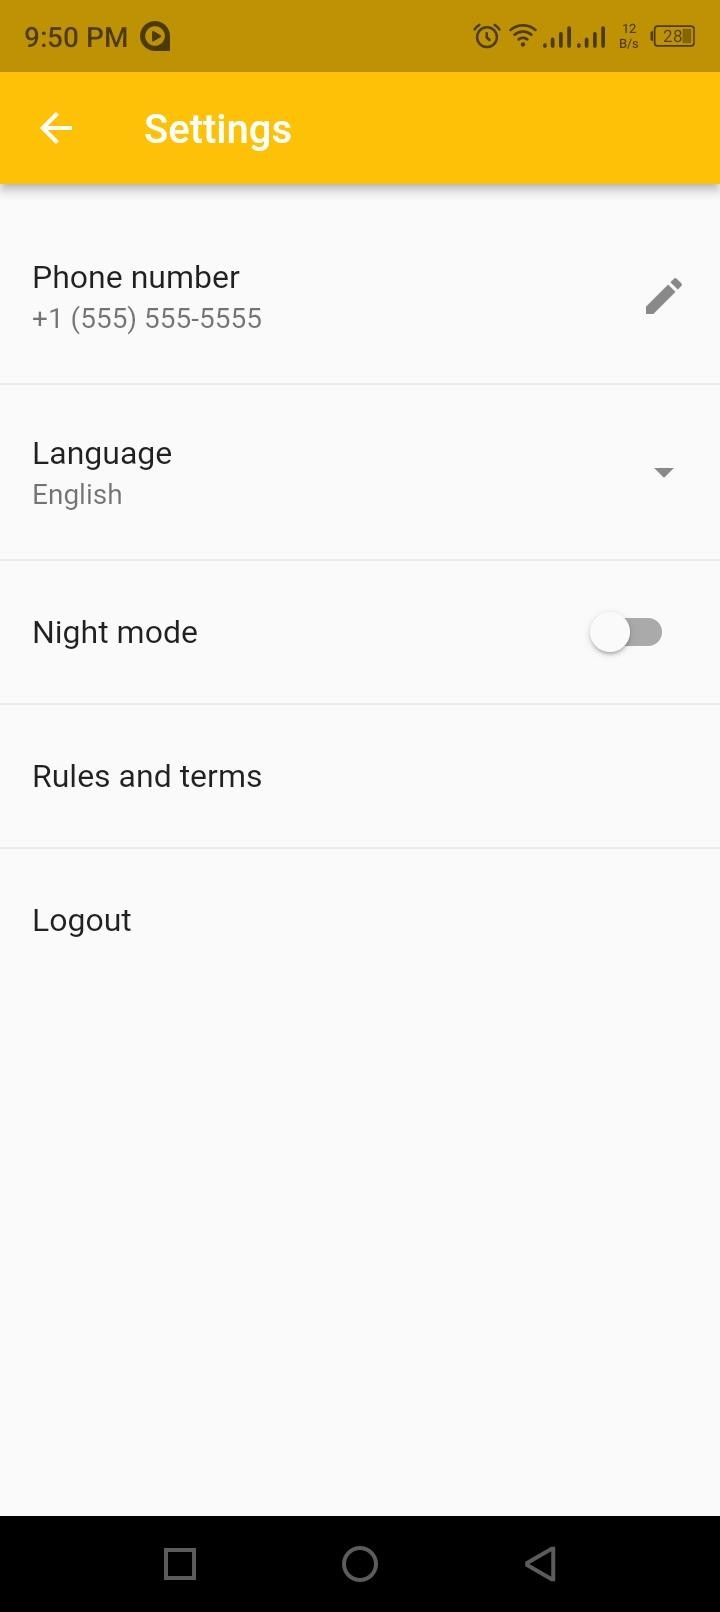 9:50 PM
12
B/s
28
Settings
Phone number
+1 (555) 555-5555
Language
English
Night mode
Rules and terms
Logout